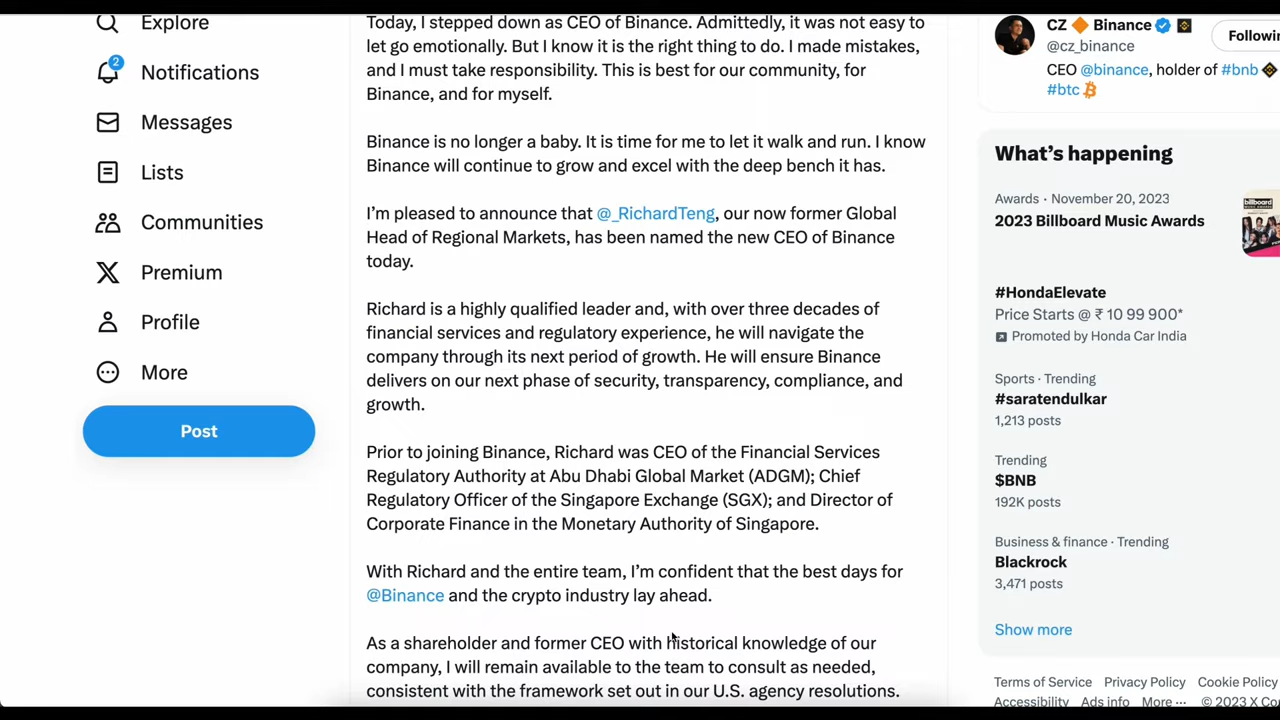 Explore
2
Notifications
Messages
Lists
Communities
Premium
Profile
More
Post
Today, I stepped down as CEO of Binance. Admittedly, it was not easy to
let go emotionally. But I know it is the right thing to do. I made mistakes,
and I must take responsibility. This is best for our community, for
Binance, and for myself.
Binance is no longer a baby. It is time for me to let it walk and run. I know
Binance will continue to grow and excel with the deep bench it has.
I'm pleased to announce that @_RichardTeng, our now former Global
Head of Regional Markets, has been named the new CEO of Binance
today.
Richard is a highly qualified leader and, with over three decades of
financial services and regulatory experience, he will navigate the
company through its next period of growth. He will ensure Binance
delivers on our next phase of security, transparency, compliance, and
growth.
Prior to joining Binance, Richard was CEO of the Financial Services
Regulatory Authority at Abu Dhabi Global Market (ADGM); Chief
Regulatory Officer of the Singapore Exchange (SGX); and Director of
Corporate Finance in the Monetary Authority of Singapore.
With Richard and the entire team, I'm confident that the best days for
@Binance and the crypto industry lay ahead.
As a shareholder and former CEO with historical knowledge of our
company, I will remain available to the team to consult as needed,
consistent with the framework set out in our U.S. agency resolutions.
CZ 🔶 Binance
@cz_binance
Followin
CEO @binance, holder of #bnb
#btc
What's happening
Awards · November 20, 2023
2023 Billboard Music Awards
billboard
#HondaElevate
Price Starts @ ₹ 10 99 900*
Promoted by Honda Car India
Sports · Trending
#saratendulkar
1,213 posts
Trending
$BNB
192K posts
Business & finance · Trending
Blackrock
3,471 posts
Show more
Terms of Service Privacy Policy Cookie Policy
Accessibility Ads info More ··· © 2023 X Co